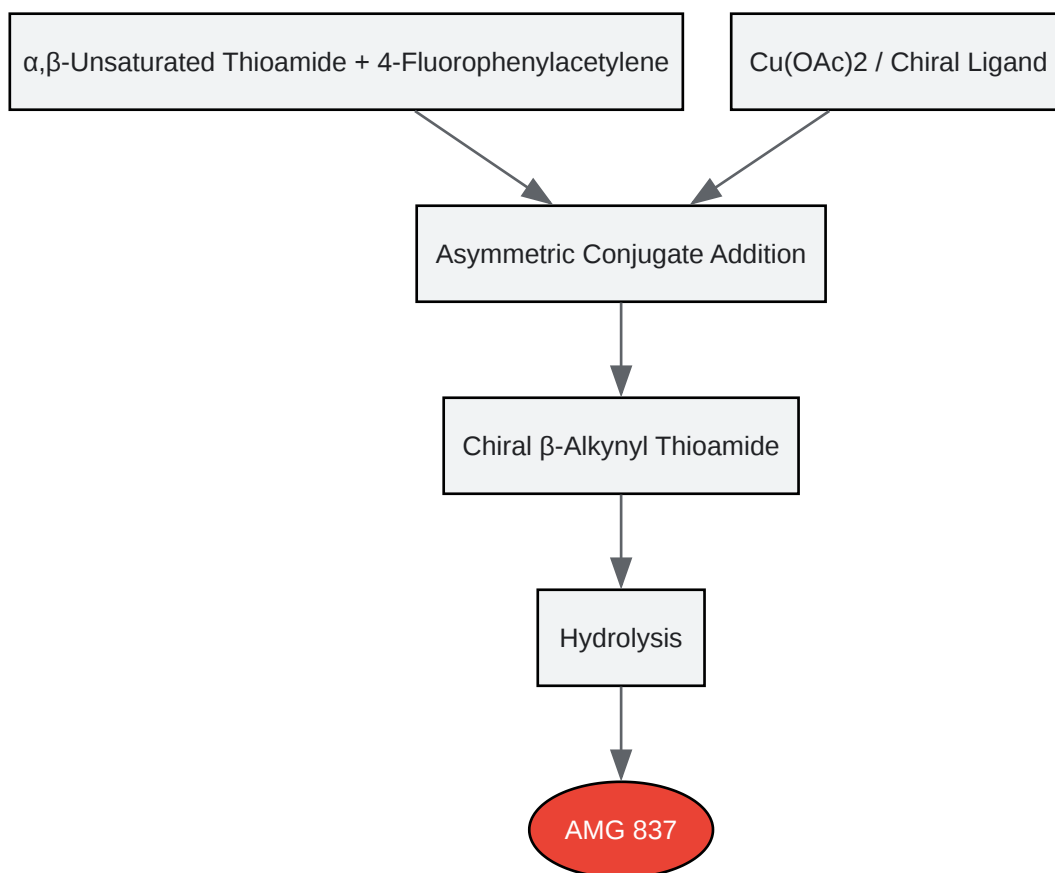 α,β-Unsaturated Thioamide + 4-Fluorophenylacetylene
Cu(OAc)2 / Chiral Ligand
Asymmetric Conjugate Addition
Chiral β-Alkynyl Thioamide
Hydrolysis
AMG 837